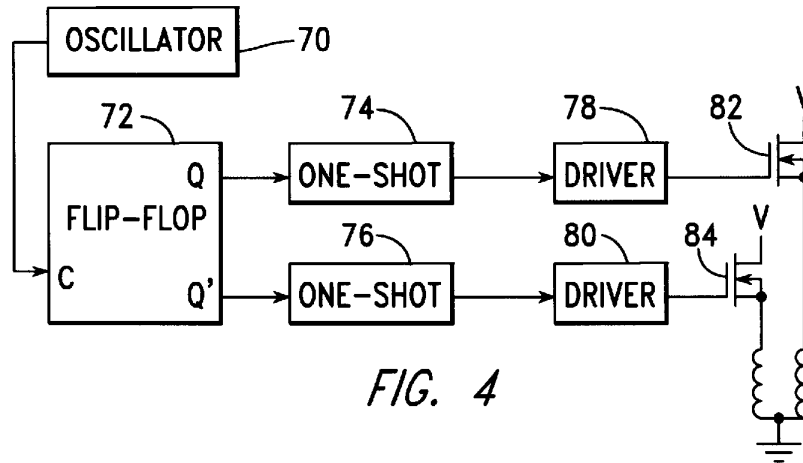 OSCILLATOR
70
72
74
78
82
V
Q
ONE-SHOT
DRIVER
FLIP-FLOP
76
80
84
V
C
Q'
ONE-SHOT
DRIVER
FIG. 4